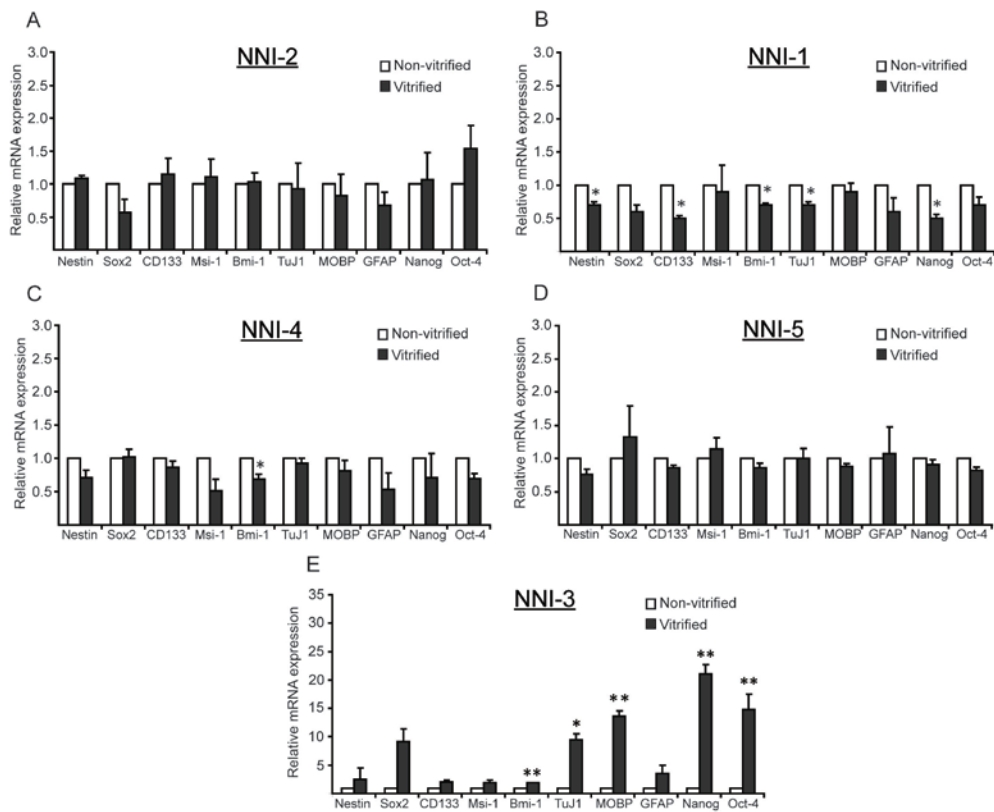 A
NNI-2
Non-vitrified
Vitrified
Relative mRNA expression
3.0
2.5
2.0
1.5
1.0
0.5
Nestin Sox2 CD133 Msi-1 Bmi-1 TuJ1 MOBP GFAP Nanog Oct-4
B
NNI-1
Non-vitrified
Vitrified
Relative mRNA expression
3.0
2.5
2.0
1.5
1.0
0.5
* * * * *
Nestin Sox2 CD133 Msi-1 Bmi-1 TuJ1 MOBP GFAP Nanog Oct-4
C
NNI-4
Non-vitrified
Vitrified
Relative mRNA expression
3.0
2.5
2.0
1.5
1.0
0.5
*
Nestin Sox2 CD133 Msi-1 Bmi-1 TuJ1 MOBP GFAP Nanog Oct-4
D
NNI-5
Non-vitrified
Vitrified
Relative mRNA expression
3.0
2.5
2.0
1.5
1.0
0.5
Nestin Sox2 CD133 Msi-1 Bmi-1 TuJ1 MOBP GFAP Nanog Oct-4
E
NNI-3
Non-vitrified
Vitrified
Relative mRNA expression
35
30
25
20
15
10
5
** * ** ** **
Nestin Sox2 CD133 Msi-1 Bmi-1 TuJ1 MOBP GFAP Nanog Oct-4